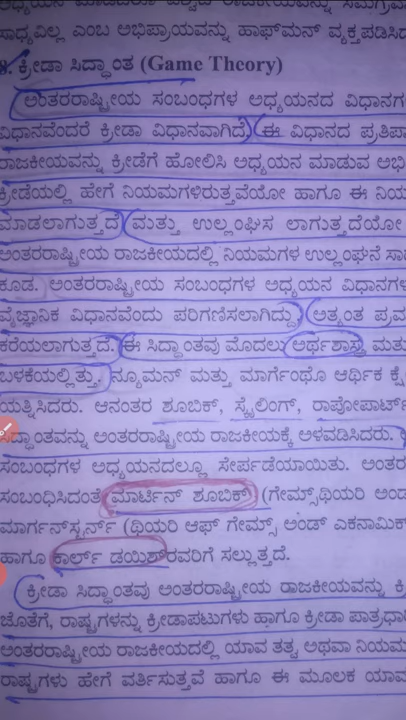 ಸಾಧ್ಯವಿಲ್ಲ ಎಂಬ ಅಭಿಪ್ರಾಯವನ್ನು ಹಾಫ್‌ಮನ್ ವ್ಯಕ್ತಪಡಿಸಿದ
8. ಕ್ರೀಡಾ ಸಿದ್ಧಾಂತ (Game Theory)
ಅಂತರರಾಷ್ಟ್ರೀಯ ಸಂಬಂಧಗಳ ಅಧ್ಯಯನದ ವಿಧಾನಗ
ವಿಧಾನವೆಂದರೆ ಕ್ರೀಡಾ ವಿಧಾನವಾಗಿದೆ. ಈ ವಿಧಾನದ ಪ್ರತಿಪಾ
ರಾಜಕೀಯವನ್ನು ಕ್ರೀಡೆಗೆ ಹೋಲಿಸಿ ಅಧ್ಯಯನ ಮಾಡುವ ಅಭಿ
ಕ್ರೀಡೆಯಲ್ಲಿ ಹೇಗೆ ನಿಯಮಗಳಿರುತ್ತವೆಯೋ ಹಾಗೂ ಈ ನಿಯ
ಮಾಡಲಾಗುತ್ತದೆ ಮತ್ತು ಉಲ್ಲಂಘಿಸ ಲಾಗುತ್ತದೆಯೋ
ಅಂತರರಾಷ್ಟ್ರೀಯ ರಾಜಕೀಯದಲ್ಲಿ ನಿಯಮಗಳ ಉಲ್ಲಂಘನೆ ಸಾ
ಕೂಡ. ಅಂತರರಾಷ್ಟ್ರೀಯ ಸಂಬಂಧಗಳ ಅಧ್ಯಯನ ವಿಧಾನಗಳ
ವೈಜ್ಞಾನಿಕ ವಿಧಾನವೆಂದು ಪರಿಗಣಿಸಲಾಗಿದ್ದು ಅತ್ಯಂತ ಪ್ರಮ
ಕರೆಯಲಾಗುತ್ತದೆ. ಈ ಸಿದ್ಧಾಂತವು ಮೊದಲು ಅರ್ಥಶಾಸ್ತ್ರ ಮತು
ಬಳಕೆಯಲ್ಲಿತ್ತು. ನ್ಯೂಮನ್ ಮತ್ತು ಮಾರ್ಗೆಂಥೊ ಆರ್ಥಿಕ ಕ್ಷೆ
ಯತ್ನಿಸಿದರು. ಆನಂತರ ಶೂಬಿಕ್, ಸ್ಚೆಲಿಂಗ್, ರಾಪೋಪಾರ್ಟ್
ಸಿದ್ಧಾಂತವನ್ನು ಅಂತರರಾಷ್ಟ್ರೀಯ ರಾಜಕೀಯಕ್ಕೆ ಅಳವಡಿಸಿದರು.
ಸಂಬಂಧಗಳ ಅಧ್ಯಯನದಲ್ಲೂ ಸೇರ್ಪಡೆಯಾಯಿತು. ಅಂತರ
ಸಂಬಂಧಿಸಿದಂತೆ ಮಾರ್ಟಿನ್ ಶೂಬಿಕ್ (ಗೇಮ್ಸ್‌ಥಿಯರಿ ಅಂಡ
ಮಾರ್ಗನ್‌ಸ್ಟರ್ನ್ (ಥಿಯರಿ ಆಫ್ ಗೇಮ್ಸ್ ಅಂಡ್ ಎಕನಾಮಿಕ
ಹಾಗೂ ಕಾರ್ಲ್ ಡಯಿಶ್‌ರವರಿಗೆ ಸಲ್ಲುತ್ತದೆ.
ಕ್ರೀಡಾ ಸಿದ್ಧಾಂತವು ಅಂತರರಾಷ್ಟ್ರೀಯ ರಾಜಕೀಯವನ್ನು ಕ್ರಿ
ಜೊತೆಗೆ, ರಾಷ್ಟ್ರಗಳನ್ನು ಕ್ರೀಡಾಪಟುಗಳು ಹಾಗೂ ಕ್ರೀಡಾ ಪಾತ್ರಧಾ
ಅಂತರರಾಷ್ಟ್ರೀಯ ರಾಜಕೀಯದಲ್ಲಿ ಯಾವ ತತ್ವ ಅಥವಾ ನಿಯಮ
ರಾಷ್ಟ್ರಗಳು ಹೇಗೆ ವರ್ತಿಸುತ್ತವೆ ಹಾಗೂ ಈ ಮೂಲಕ ಯಾವ